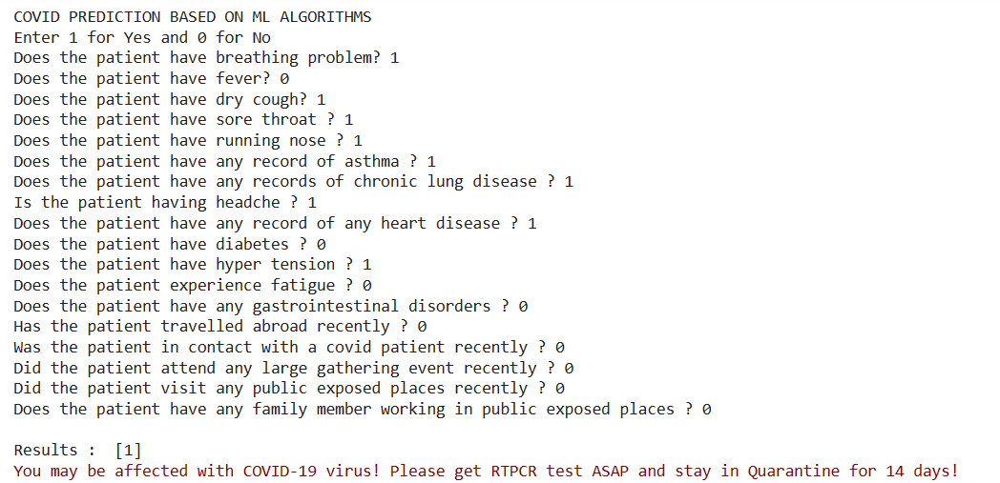 COVID PREDICTION BASED ON ML ALGORITHMS
Enter 1 for Yes and 0 for No
Does the patient have breathing problem? 1
Does the patient have fever? 0
Does the patient have dry cough? 1
Does the patient have sore throat ? 1
Does the patient have running nose ? 1
Does the patient have any record of asthma ? 1
Does the patient have any records of chronic lung disease ? 1
Is the patient having headche ? 1
Does the patient have any record of any heart disease ? 1
Does the patient have diabetes ? 0
Does the patient have hyper tension ? 1
Does the patient experience fatigue ? 0
Does the patient have any gastrointestinal disorders ? 0
Has the patient travelled abroad recently ? 0
Was the patient in contact with a covid patient recently ? 0
Did the patient attend any large gathering event recently ? 0
Did the patient visit any public exposed places recently ? 0
Does the patient have any family member working in public exposed places ? 0
Results :  [1]
You may be affected with COVID-19 virus! Please get RTPCR test ASAP and stay in Quarantine for 14 days!